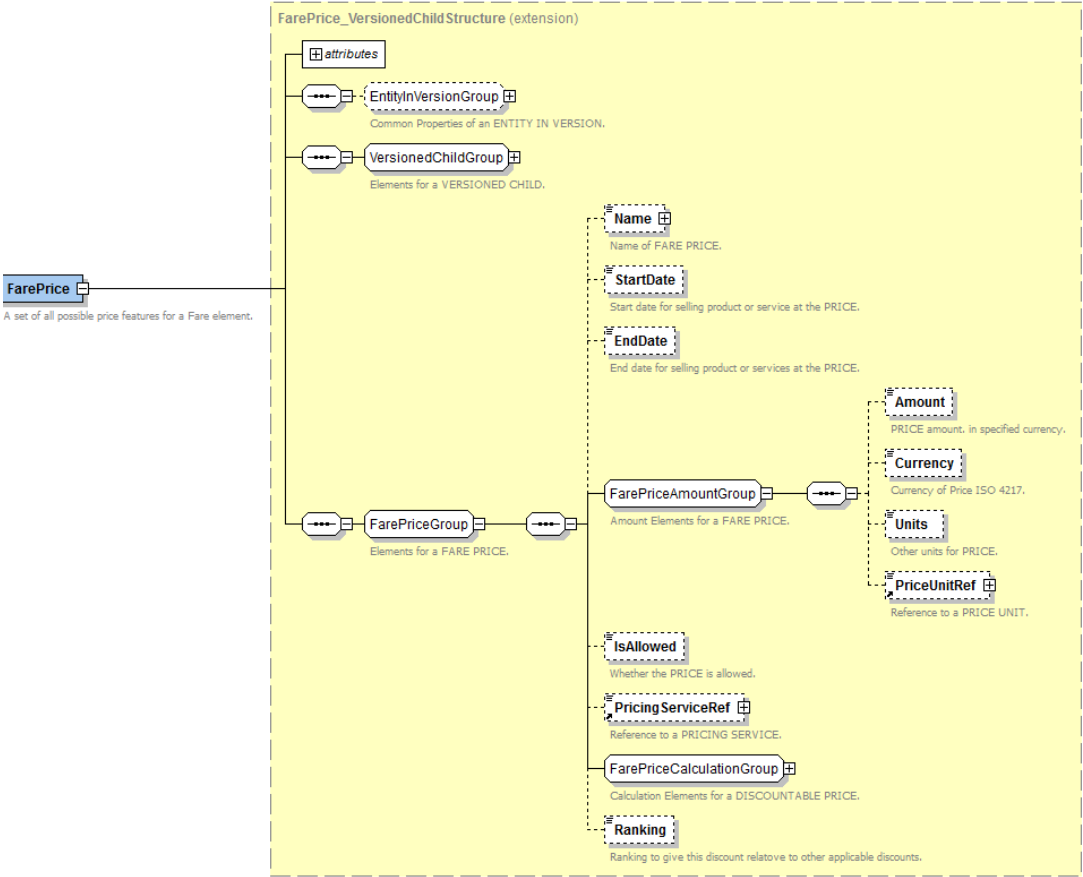 FarePrice_VersionedChildStructure (extension)
attributes
EntityInVersionGroup
Common Properties of an ENTITY IN VERSION.
VersionedChildGroup
Elements for a VERSIONED CHILD.
Name
Name of FARE PRICE.
FarePrice
A set of all possible price features for a Fare element.
StartDate
Start date for selling product or service at the PRICE.
EndDate
End date for selling product or services at the PRICE.
Amount
PRICE amount. in specified currency.
Currency
Currency of Price ISO 4217.
FarePriceAmountGroup
Amount Elements for a FARE PRICE.
FarePriceGroup
Elements for a FARE PRICE.
Units
Other units for PRICE.
PriceUnitRef
Reference to a PRICE UNIT.
IsAllowed
Whether the PRICE is allowed.
PricingServiceRef
Reference to a PRICING SERVICE.
FarePriceCalculationGroup
Calculation Elements for a DISCOUNTABLE PRICE.
Ranking
Ranking to give this discount relatove to other applicable discounts.